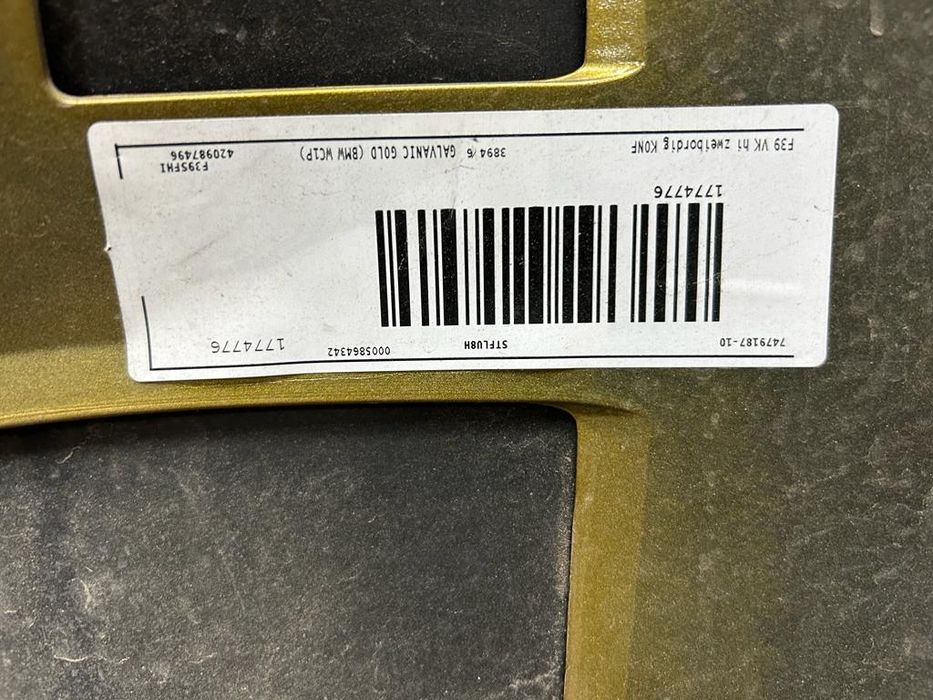 7479187-10 STFLU8H 0005864342 1774776
1774776
F39 VK hi zweibordig KONF 3894/6 GALVANIC GOLD (BMW WC1P) 420987496
F39SFHI